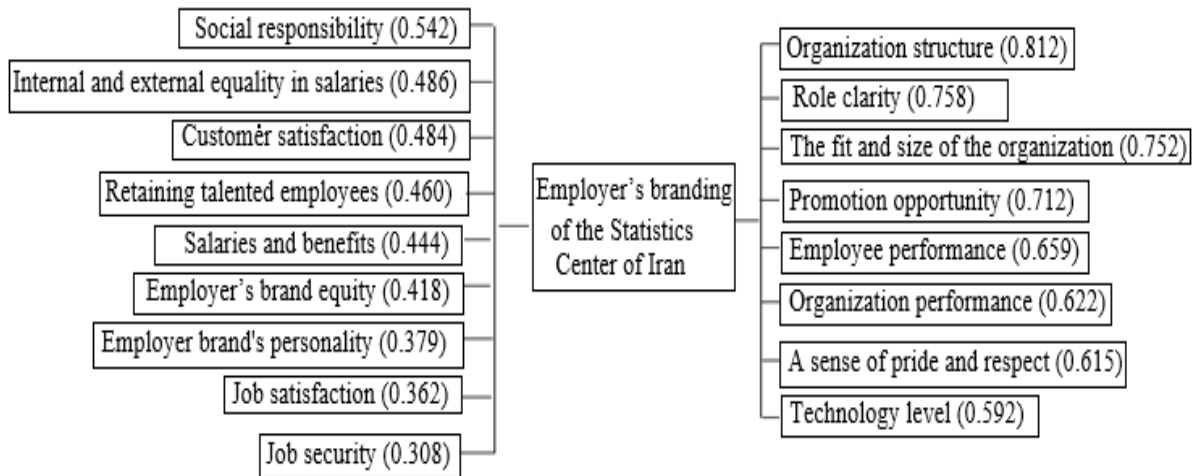 Social responsibility (0.542)
Internal and external equality in salaries (0.486)
Customer satisfaction (0.484)
Retaining talented employees (0.460)
Salaries and benefits (0.444)
Employer’s brand equity (0.418)
Employer brand's personality (0.379)
Job satisfaction (0.362)
Job security (0.308)
Employer’s branding
of the Statistics
Center of Iran
Organization structure (0.812)
Role clarity (0.758)
The fit and size of the organization (0.752)
Promotion opportunity (0.712)
Employee performance (0.659)
Organization performance (0.622)
A sense of pride and respect (0.615)
Technology level (0.592)